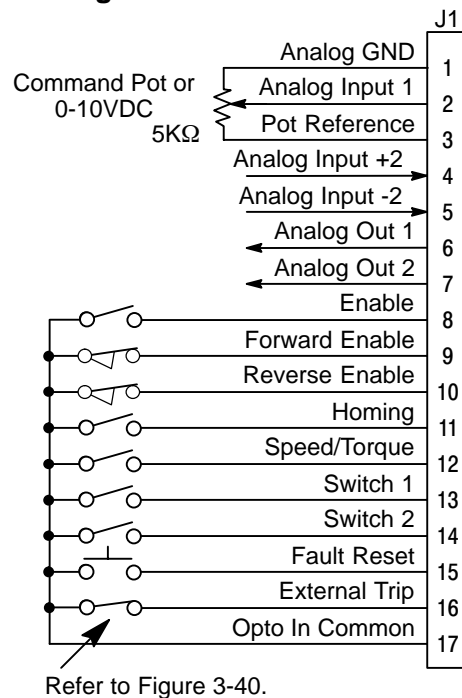 J1
Analog GND 1
Command Pot or
0-10VDC
Analog Input 1 2
5KΩ
Pot Reference 3
Analog Input +2 4
Analog Input -2 5
Analog Out 1 6
Analog Out 2 7
Enable 8
Forward Enable 9
Reverse Enable 10
Homing 11
Speed/Torque 12
Switch 1 13
Switch 2 14
Fault Reset 15
External Trip 16
Opto In Common 17
Refer to Figure 3-40.